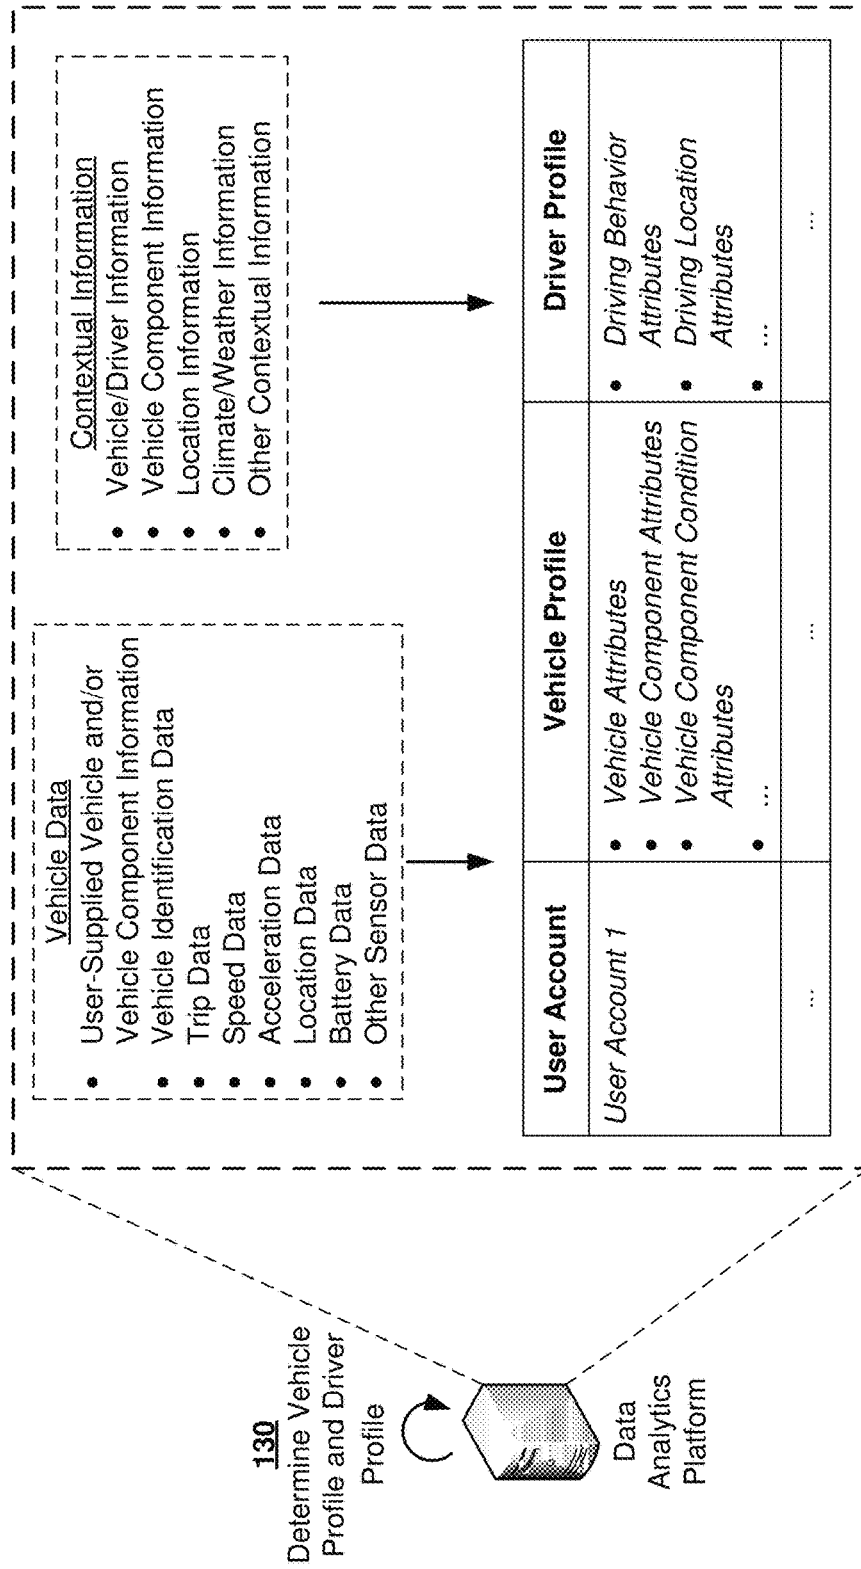 130
Determine Vehicle
Profile and Driver
Profile
Data
Analytics
Platform
Vehicle Data
• User-Supplied Vehicle and/or
Vehicle Component Information
• Vehicle Identification Data
• Trip Data
• Speed Data
• Acceleration Data
• Location Data
• Battery Data
• Other Sensor Data
Contextual Information
• Vehicle/Driver Information
• Vehicle Component Information
• Location Information
• Climate/Weather Information
• Other Contextual Information
User Account
Vehicle Profile
Driver Profile
User Account 1
• Vehicle Attributes
• Vehicle Component Attributes
• Vehicle Component Condition
Attributes
• ...
• Driving Behavior
Attributes
• Driving Location
Attributes
• ...
...
...
...